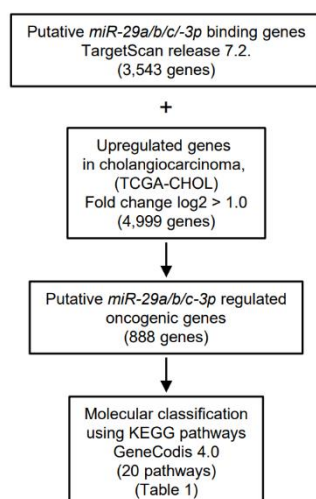 Putative miR-29a/b/c/-3p binding genes
TargetScan release 7.2.
(3,543 genes)
+
Upregulated genes
in cholangiocarcinoma,
(TCGA-CHOL)
Fold change log2 > 1.0
(4,999 genes)
Putative miR-29a/b/c-3p regulated
oncogenic genes
(888 genes)
Molecular classification
using KEGG pathways
GeneCodis 4.0
(20 pathways)
(Table 1)